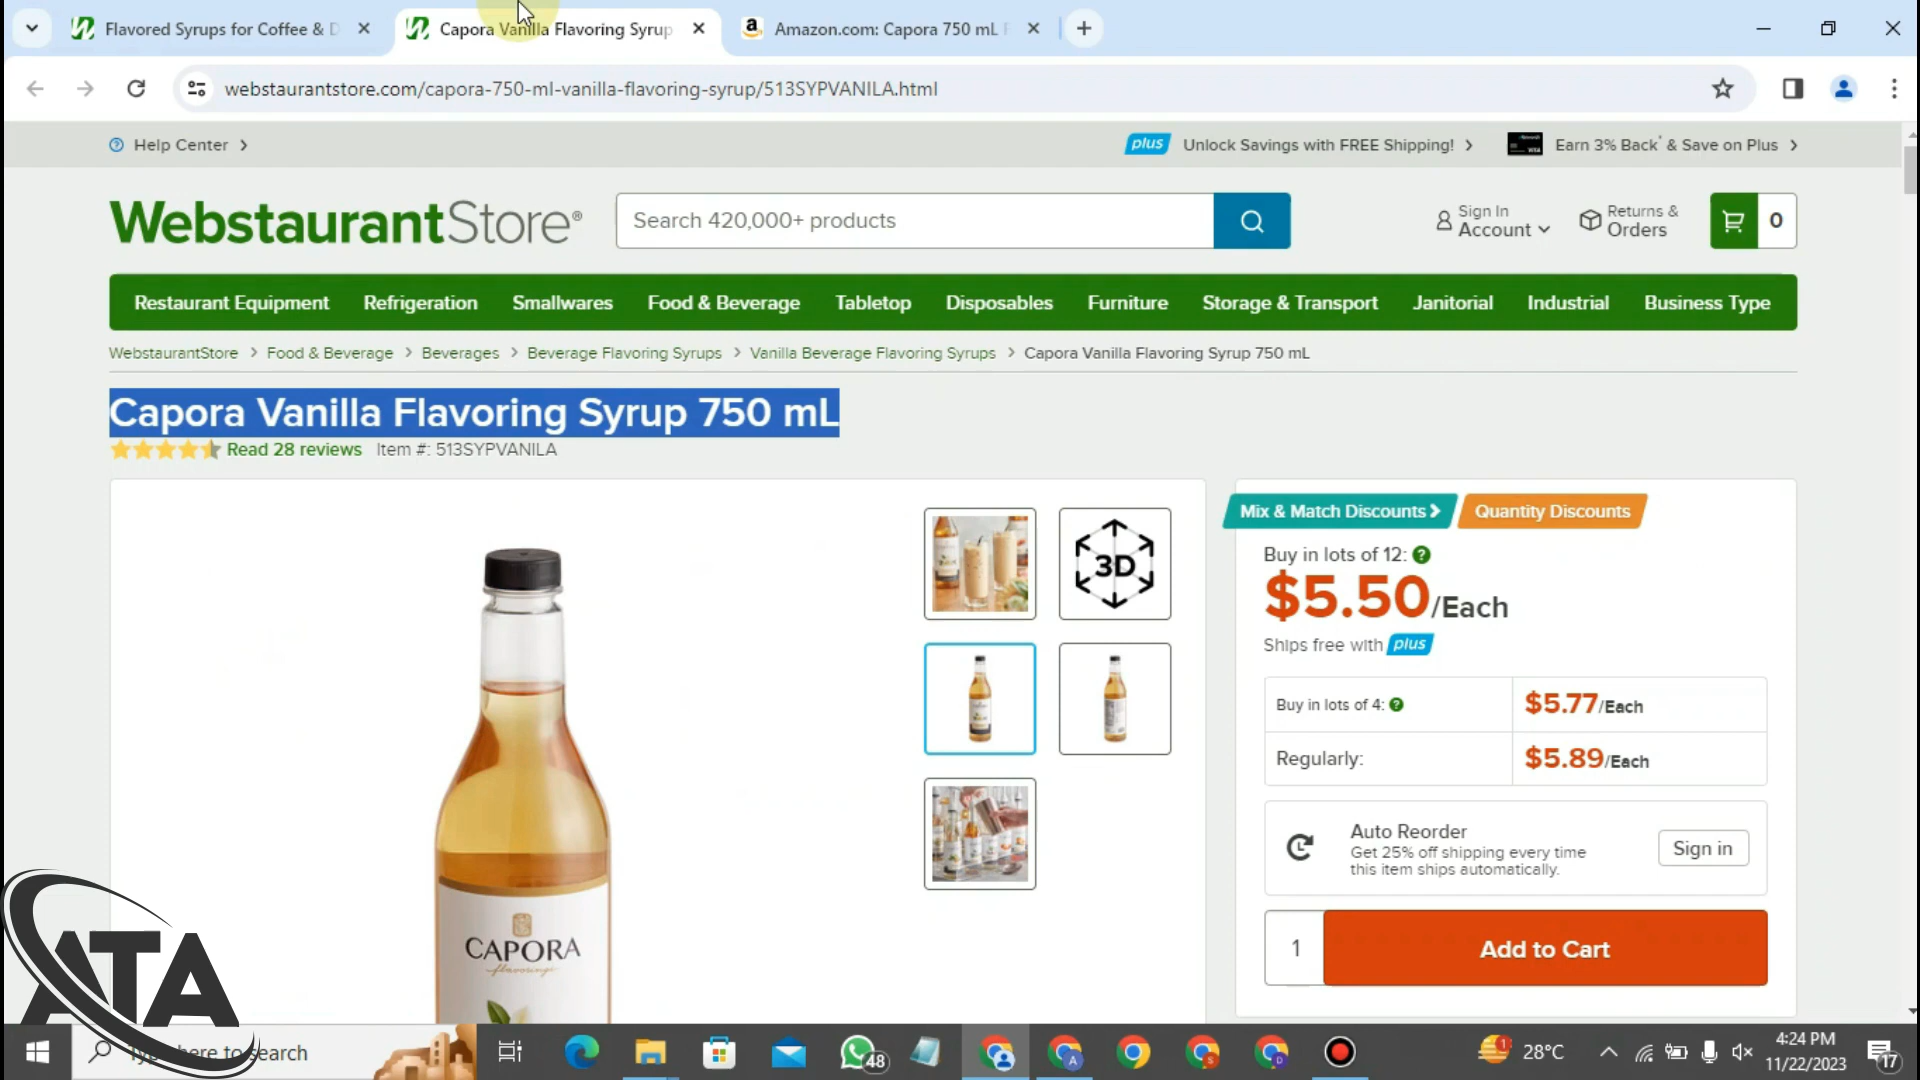 Flavored Syrups for Coffee & D
Capora Vanilla Flavoring Syrup
Amazon.com: Capora 750 mL F
webstaurantstore.com/capora-750-ml-vanilla-flavoring-syrup/513SYPVANILA.html
Help Center
plus Unlock Savings with FREE Shipping!
Earn 3% Back* & Save on Plus
WebstaurantStore®
Search 420,000+ products
Sign In
Account
Returns &
Orders
0
Restaurant Equipment Refrigeration Smallwares Food & Beverage Tabletop Disposables Furniture Storage & Transport Janitorial Industrial Business Type
WebstaurantStore > Food & Beverage > Beverages > Beverage Flavoring Syrups > Vanilla Beverage Flavoring Syrups > Capora Vanilla Flavoring Syrup 750 mL
Capora Vanilla Flavoring Syrup 750 mL
Read 28 reviews Item #: 513SYPVANILA
3D
CAPORA
flavorings
Mix & Match Discounts
Quantity Discounts
Buy in lots of 12:
$5.50/Each
Ships free with plus
Buy in lots of 4: $5.77/Each
Regularly: $5.89/Each
Auto Reorder
Get 25% off shipping every time
this item ships automatically.
Sign in
1
Add to Cart
ATA
here to search
48
28°C
4:24 PM
11/22/2023
17